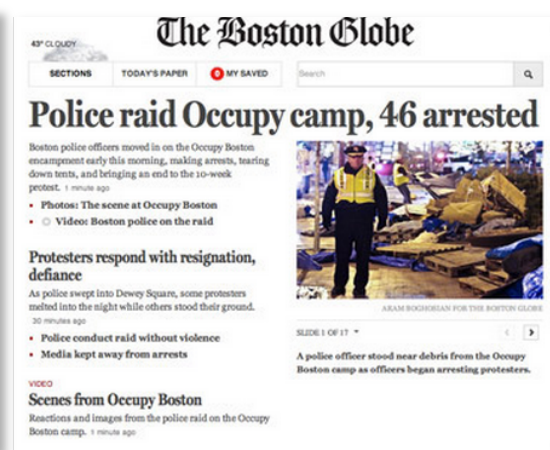 The Boston Globe
43° CLOUDY
SECTIONS
TODAY'S PAPER
0 MY SAVED
Search
Police raid Occupy camp, 46 arrested
Boston police officers moved in on the Occupy Boston
encampment early this morning, making arrests, tearing
down tents, and bringing an end to the 10-week
protest. 1 minute ago
• Photos: The scene at Occupy Boston
• Video: Boston police on the raid
Protesters respond with resignation,
defiance
As police swept into Dewey Square, some protesters
melted into the night while others stood their ground.
30 minutes ago
• Police conduct raid without violence
• Media kept away from arrests
VIDEO
Scenes from Occupy Boston
Reactions and images from the police raid on the Occupy
Boston camp. 1 minute ago
ARAM BOGHOSIAN FOR THE BOSTON GLOBE
SLIDE 1 OF 17
A police officer stood near debris from the Occupy
Boston camp as officers began arresting protesters.